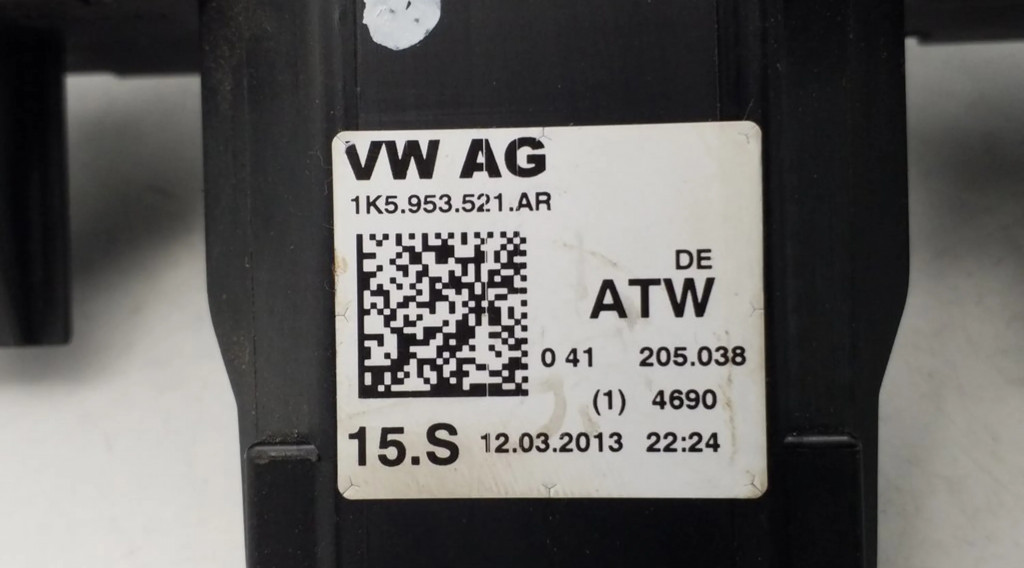 VW AG
1K5.953.521.AR
DE
ATW
0 41 205.038
(1) 4690
15.S 12.03.2013 22:24